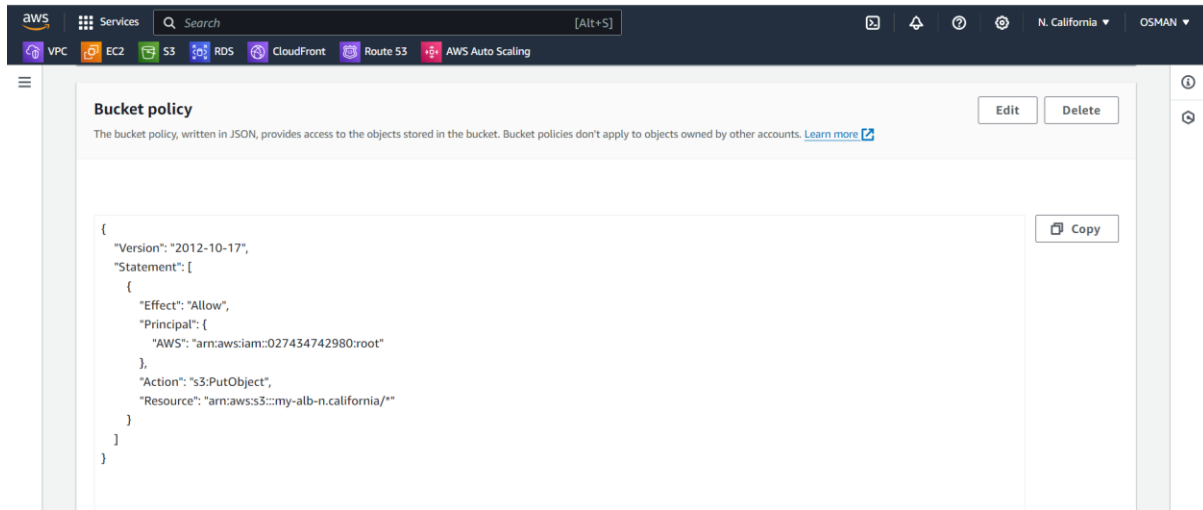 aws Services Search [Alt+S] N. California ▼ OSMAN ▼
VPC EC2 S3 RDS CloudFront Route 53 AWS Auto Scaling
Bucket policy Edit Delete
The bucket policy, written in JSON, provides access to the objects stored in the bucket. Bucket policies don't apply to objects owned by other accounts. Learn more
Copy
{
"Version": "2012-10-17",
"Statement": [
{
"Effect": "Allow",
"Principal": {
"AWS": "arn:aws:iam::027434742980:root"
},
"Action": "s3:PutObject",
"Resource": "arn:aws:s3:::my-alb-n.california/*"
}
]
}